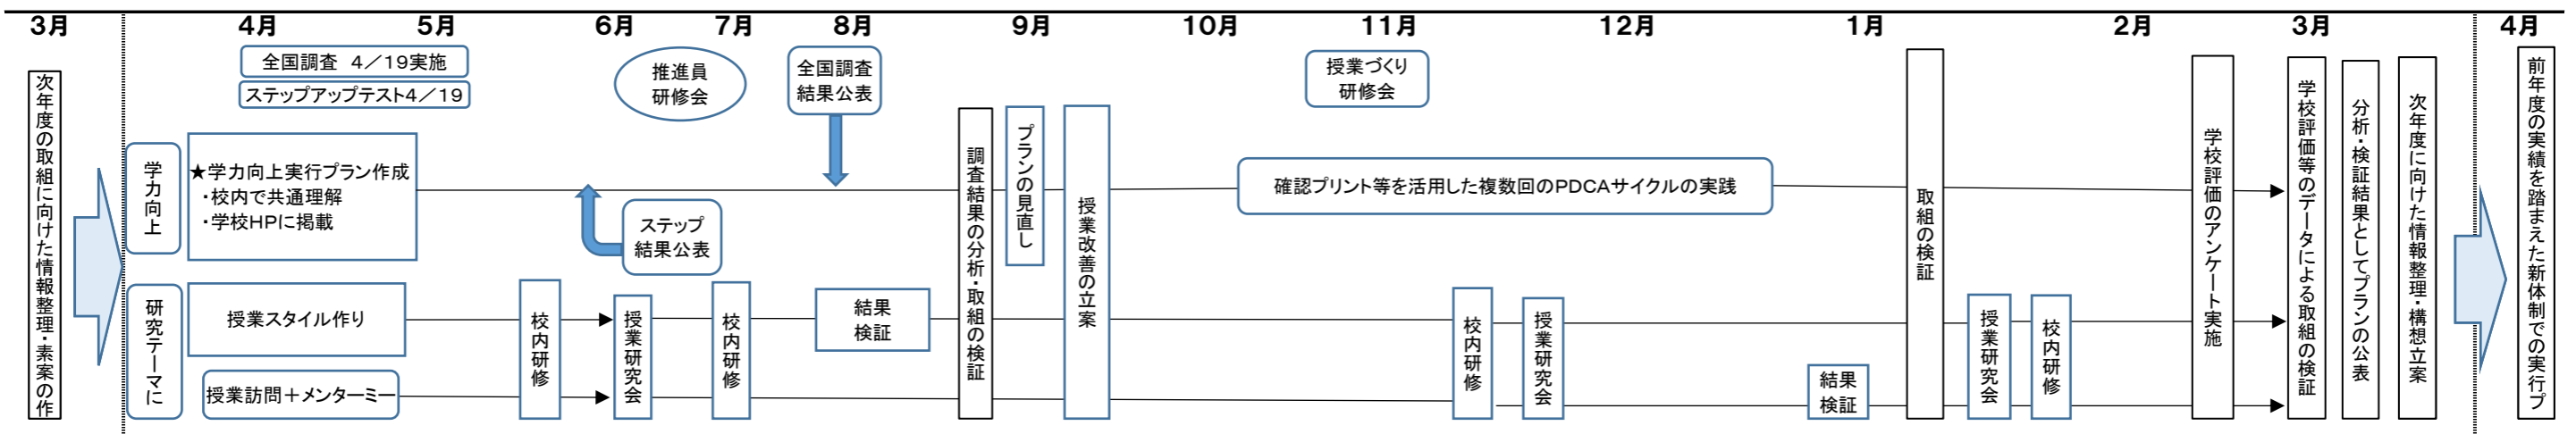 3月
4月
5月
6月
7月
8月
9月
10月
11月
12月
1月
2月
3月
4月
次年度の取組に向けた情報整理・素案の作
全国調査 4／19実施
ステップアップテスト4／19
推進員
研修会
全国調査
結果公表
授業づくり
研修会
学力向上
★学力向上実行プラン作成
・校内で共通理解
・学校HPに掲載
ステップ
結果公表
調査結果の分析・取組の検証
プランの見直し
授業改善の立案
確認プリント等を活用した複数回のPDCAサイクルの実践
取組の検証
学校評価のアンケート実施
学校評価等のデータによる取組の検証
分析・検証結果としてプランの公表
次年度に向けた情報整理・構想立案
前年度の実績を踏まえた新体制での実行プ
研究テーマに
授業スタイル作り
授業訪問＋メンターミー
校内研修
授業研究会
校内研修
結果
検証
校内研修
授業研究会
結果
検証
授業研究会
校内研修